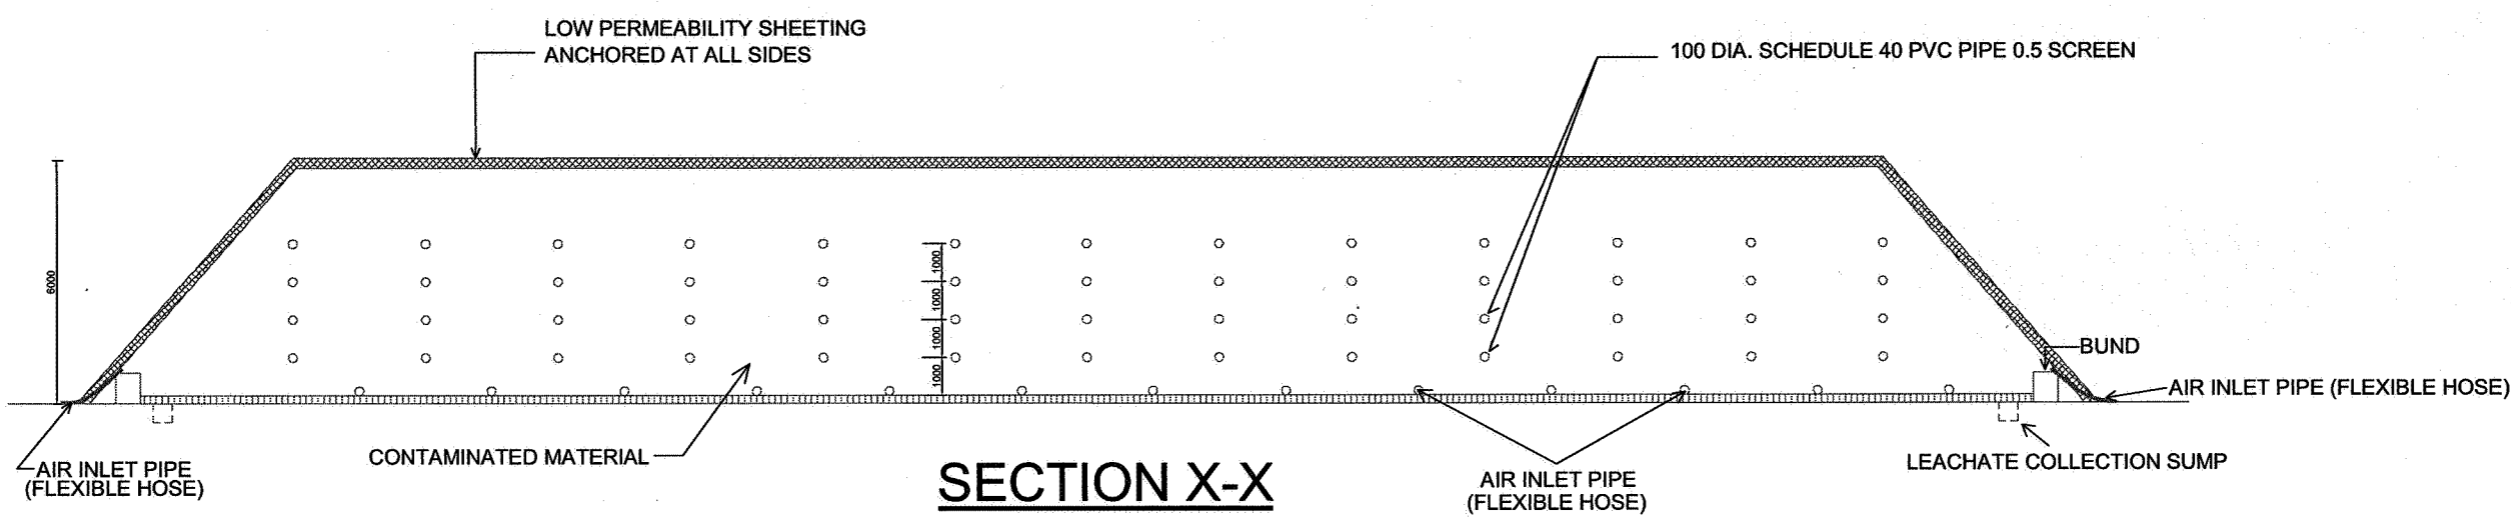 LOW PERMEABILITY SHEETING
ANCHORED AT ALL SIDES
100 DIA. SCHEDULE 40 PVC PIPE 0.5 SCREEN
6000
1000
1000
1000
1000
BUND
AIR INLET PIPE (FLEXIBLE HOSE)
AIR INLET PIPE
(FLEXIBLE HOSE)
CONTAMINATED MATERIAL
SECTION X-X
AIR INLET PIPE
(FLEXIBLE HOSE)
LEACHATE COLLECTION SUMP